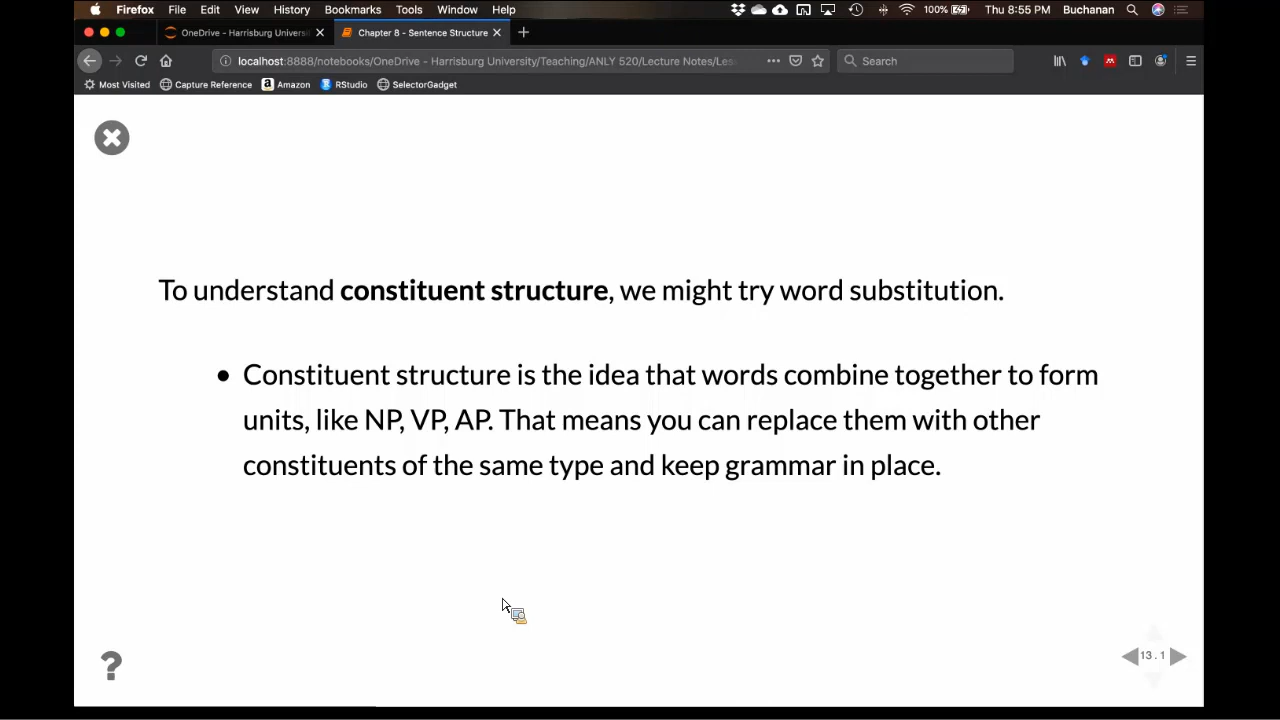 Firefox File Edit View History Bookmarks Tools Window Help 100% Thu 8:55 PM Buchanan
OneDrive - Harrisburg Universi Chapter 8 - Sentence Structure
localhost:8888/notebooks/OneDrive - Harrisburg University/Teaching/ANLY 520/Lecture Notes/Les Search
Most Visited Capture Reference Amazon RStudio SelectorGadget
To understand constituent structure, we might try word substitution.
• Constituent structure is the idea that words combine together to form
units, like NP, VP, AP. That means you can replace them with other
constituents of the same type and keep grammar in place.
?
13.1